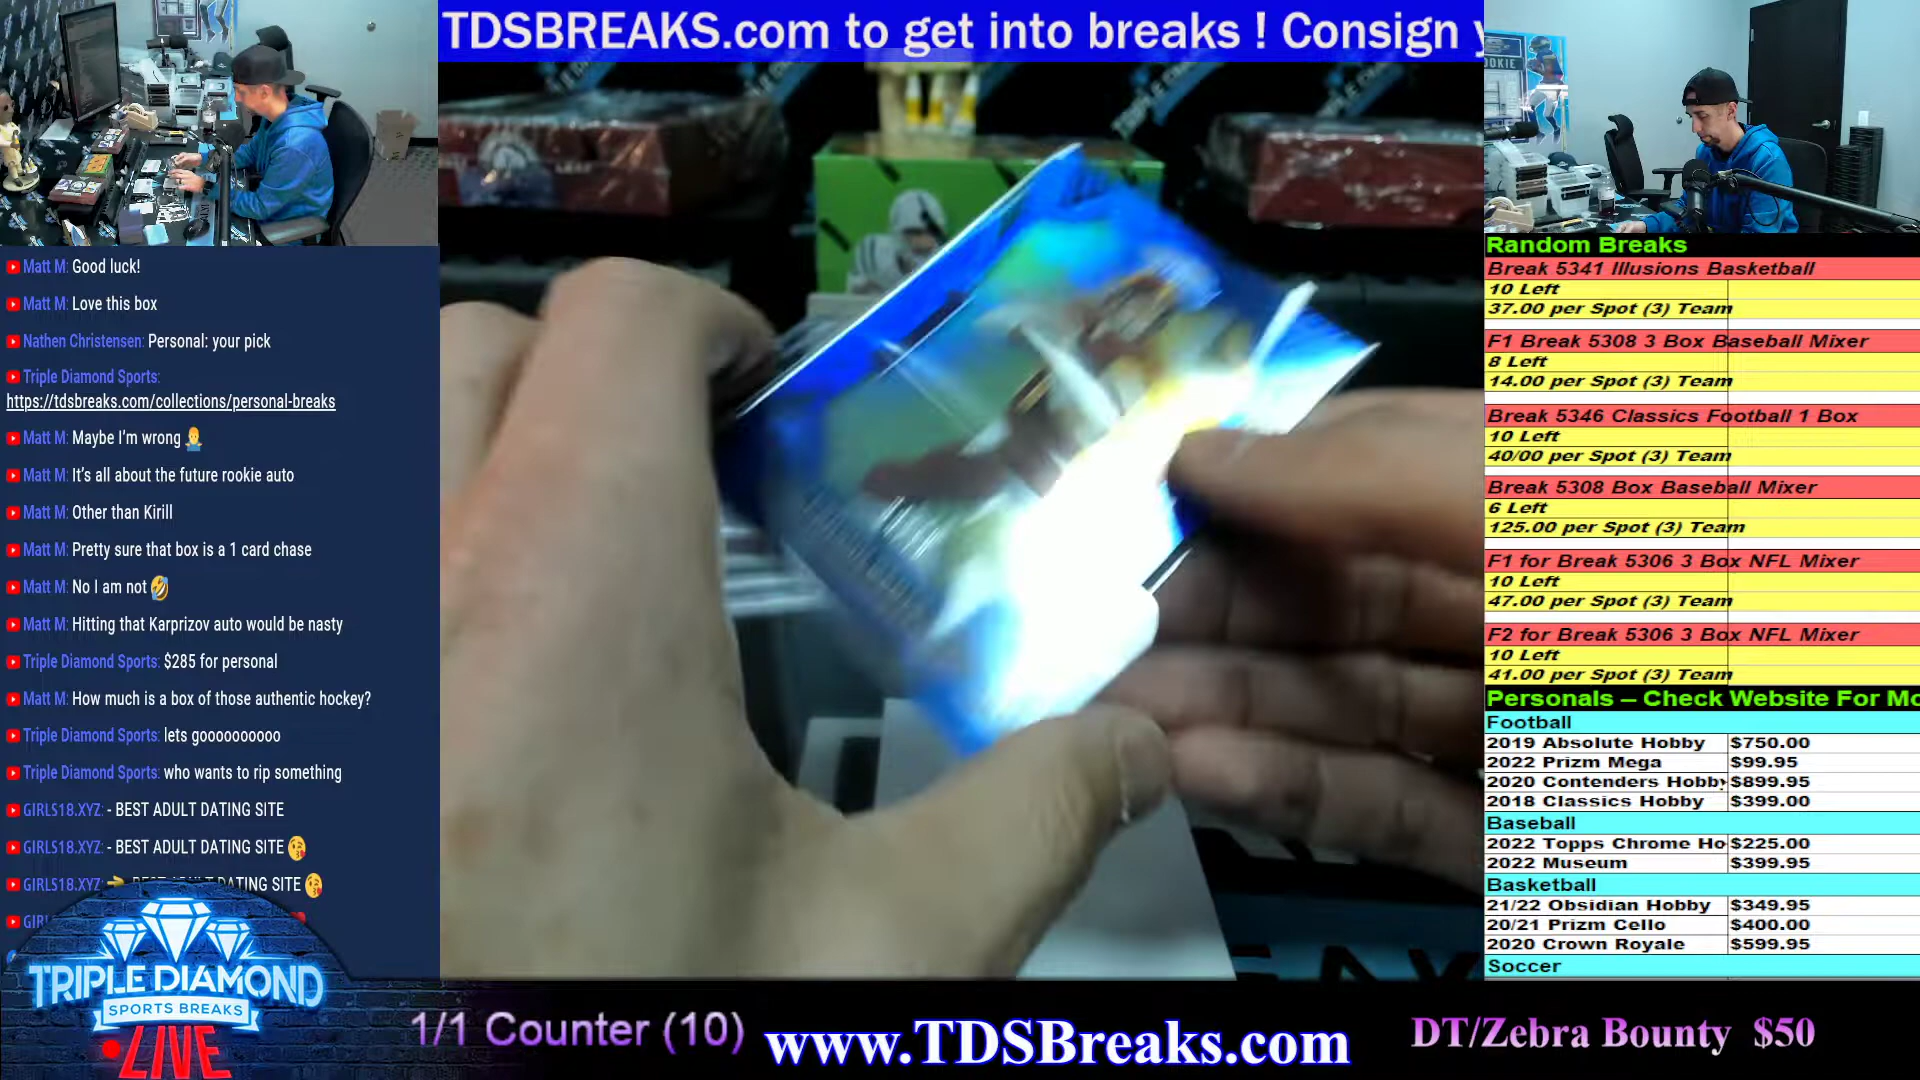 TDSBREAKS.com to get into breaks ! Consign
Matt M: Good luck!
Matt M: Love this box
Nathen Christensen: Personal: your pick
Triple Diamond Sports:
https://tdsbreaks.com/collections/personal-breaks
Matt M: Maybe I'm wrong 🤷‍♂️
Matt M: It's all about the future rookie auto
Matt M: Other than Kirill
Matt M: Pretty sure that box is a 1 card chase
Matt M: No I am not 🤣
Matt M: Hitting that Karprizov auto would be nasty
Triple Diamond Sports: $285 for personal
Matt M: How much is a box of those authentic hockey?
Triple Diamond Sports: lets goooooooooo
Triple Diamond Sports: who wants to rip something
GIRLS18.XYZ: - BEST ADULT DATING SITE
GIRLS18.XYZ: - BEST ADULT DATING SITE 😘
GIRLS18.XYZ: 👉 BEST ADULT DATING SITE 😘
TRIPLE DIAMOND
SPORTS BREAKS
LIVE
Random Breaks
Break 5341 Illusions Basketball
10 Left
37.00 per Spot (3) Team
F1 Break 5308 3 Box Baseball Mixer
8 Left
14.00 per Spot (3) Team
Break 5346 Classics Football 1 Box
10 Left
40/00 per Spot (3) Team
Break 5308 Box Baseball Mixer
6 Left
125.00 per Spot (3) Team
F1 for Break 5306 3 Box NFL Mixer
10 Left
47.00 per Spot (3) Team
F2 for Break 5306 3 Box NFL Mixer
10 Left
41.00 per Spot (3) Team
Personals – Check Website For Mo
Football
2019 Absolute Hobby $750.00
2022 Prizm Mega $99.95
2020 Contenders Hobby $899.95
2018 Classics Hobby $399.00
Baseball
2022 Topps Chrome Ho $225.00
2022 Museum $399.95
Basketball
21/22 Obsidian Hobby $349.95
20/21 Prizm Cello $400.00
2020 Crown Royale $599.95
Soccer
1/1 Counter (10)
www.TDSBreaks.com
DT/Zebra Bounty $50